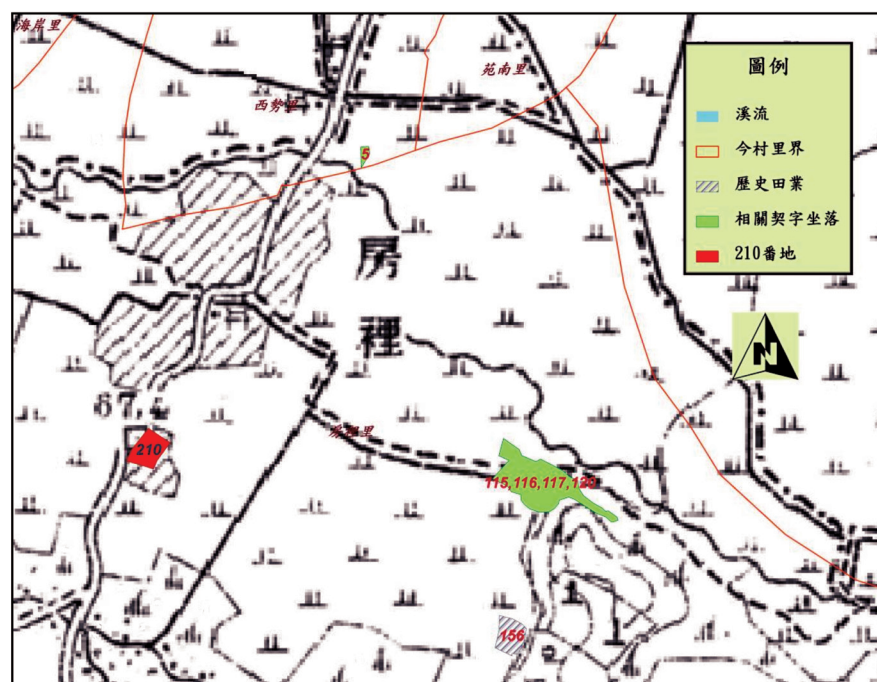 海岸里
苑南里
西勢里
5
房
裡
67
210
房裡里
115,116,117,120
156
圖例
溪流
今村里界
歷史田業
相關契字坐落
210番地
N